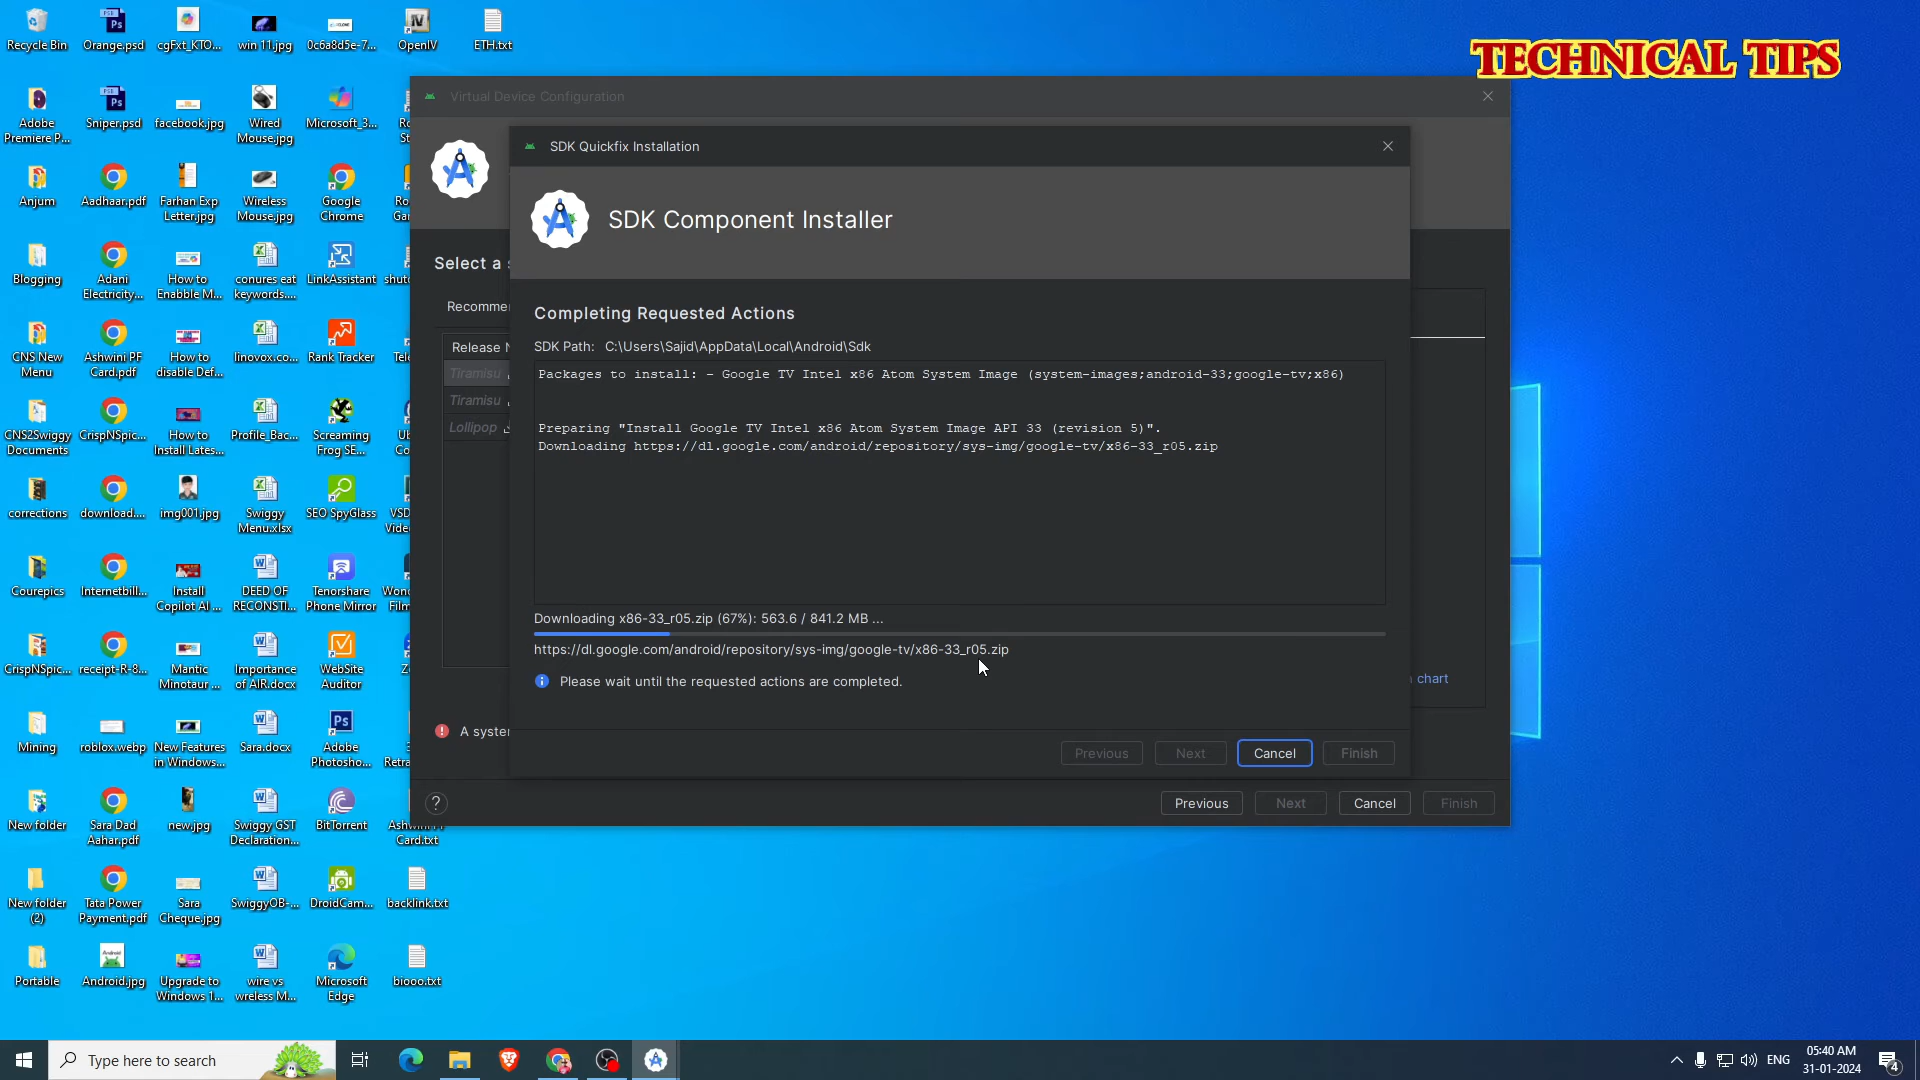 Recycle Bin
Orange.psd
cgFxt_KTO...
win 11.jpg
0c6a8d5e-7...
OpenIV
ETH.txt
TECHNICAL TIPS
Adobe
Premiere P...
Sniper.psd
facebook.jpg
Wired
Mouse.jpg
Microsoft_3...
Anjum
Aadhaar.pdf
Farhan Exp
Letter.jpg
Wireless
Mouse.jpg
Google
Chrome
Blogging
Adani
Electricity...
How to
Enabble M...
conures eat
keywords....
LinkAssistant
CNS New
Menu
Ashwini PF
Card.pdf
How to
disable Def...
linovox.co...
Rank Tracker
CNS2Swiggy
Documents
CrispNSpic...
How to
Install Lates...
Profile_Bac...
Screaming
Frog SE...
corrections
download....
img001.jpg
Swiggy
Menu.xlsx
SEO SpyGlass
Courepics
Internetbill...
Install
Copilot AI ...
DEED OF
RECONSTI...
Tenorshare
Phone Mirror
CrispNSpic...
receipt-R-8...
Mantic
Minotaur ...
Importance
of AIR.docx
WebSite
Auditor
Mining
roblox.webp
New Features
in Windows...
Sara.docx
Adobe
Photosho...
New folder
Sara Dad
Aahar.pdf
new.jpg
Swiggy GST
Declaration...
BitTorrent
Card.txt
New folder
(2)
Tata Power
Payment.pdf
Sara
Cheque.jpg
SwiggyOB-...
DroidCam...
backlink.txt
Portable
Android.jpg
Upgrade to
Windows 1...
wire vs
wreless M...
Microsoft
Edge
biooo.txt
Virtual Device Configuration
Select a
Recomme
Release
Tiramisu
Tiramisu
Lollipop
A syste
chart
Previous
Next
Cancel
Finish
SDK Quickfix Installation
SDK Component Installer
Completing Requested Actions
SDK Path: C:\Users\Sajid\AppData\Local\Android\Sdk
Packages to install: - Google TV Intel x86 Atom System Image (system-images;android-33;google-tv;x86)
Preparing "Install Google TV Intel x86 Atom System Image API 33 (revision 5)".
Downloading https://dl.google.com/android/repository/sys-img/google-tv/x86-33_r05.zip
Downloading x86-33_r05.zip (67%): 563.6 / 841.2 MB ...
https://dl.google.com/android/repository/sys-img/google-tv/x86-33_r05.zip
Please wait until the requested actions are completed.
Previous
Next
Cancel
Finish
Type here to search
ENG
05:40 AM
31-01-2024
4